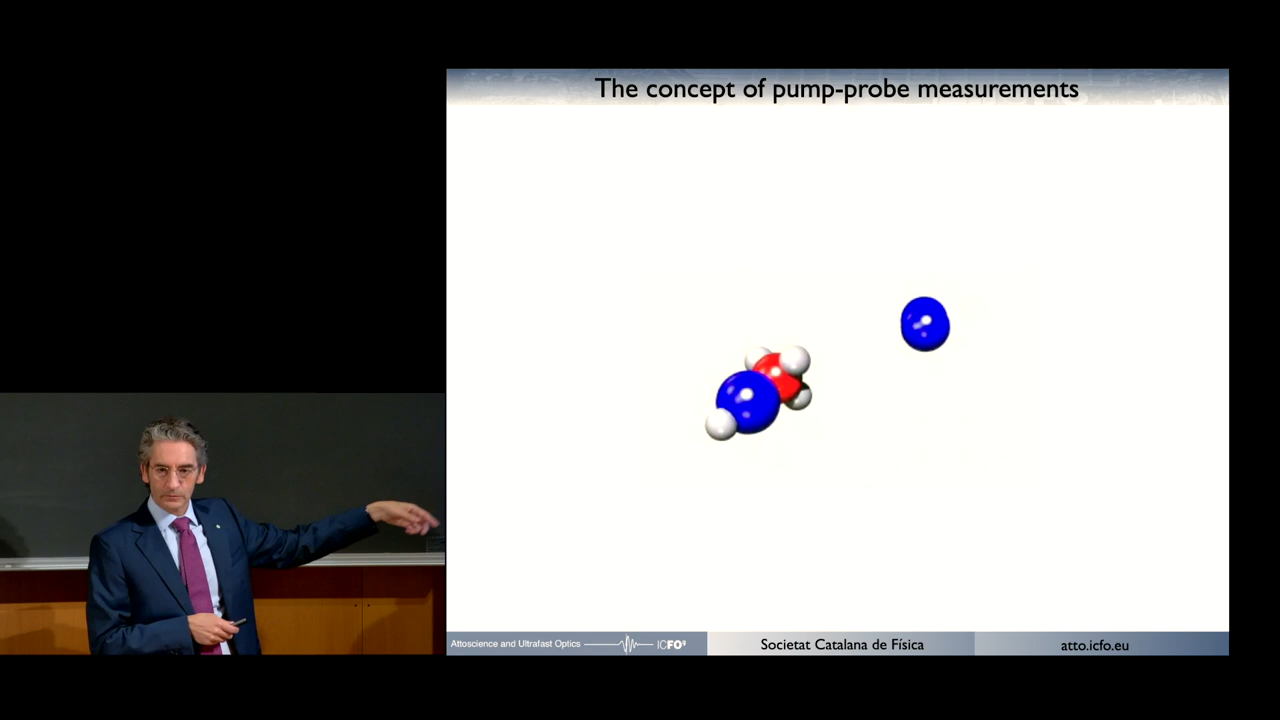 The concept of pump-probe measurements
Attoscience and Ultrafast Optics
ICFO
Societat Catalana de Física
atto.icfo.eu